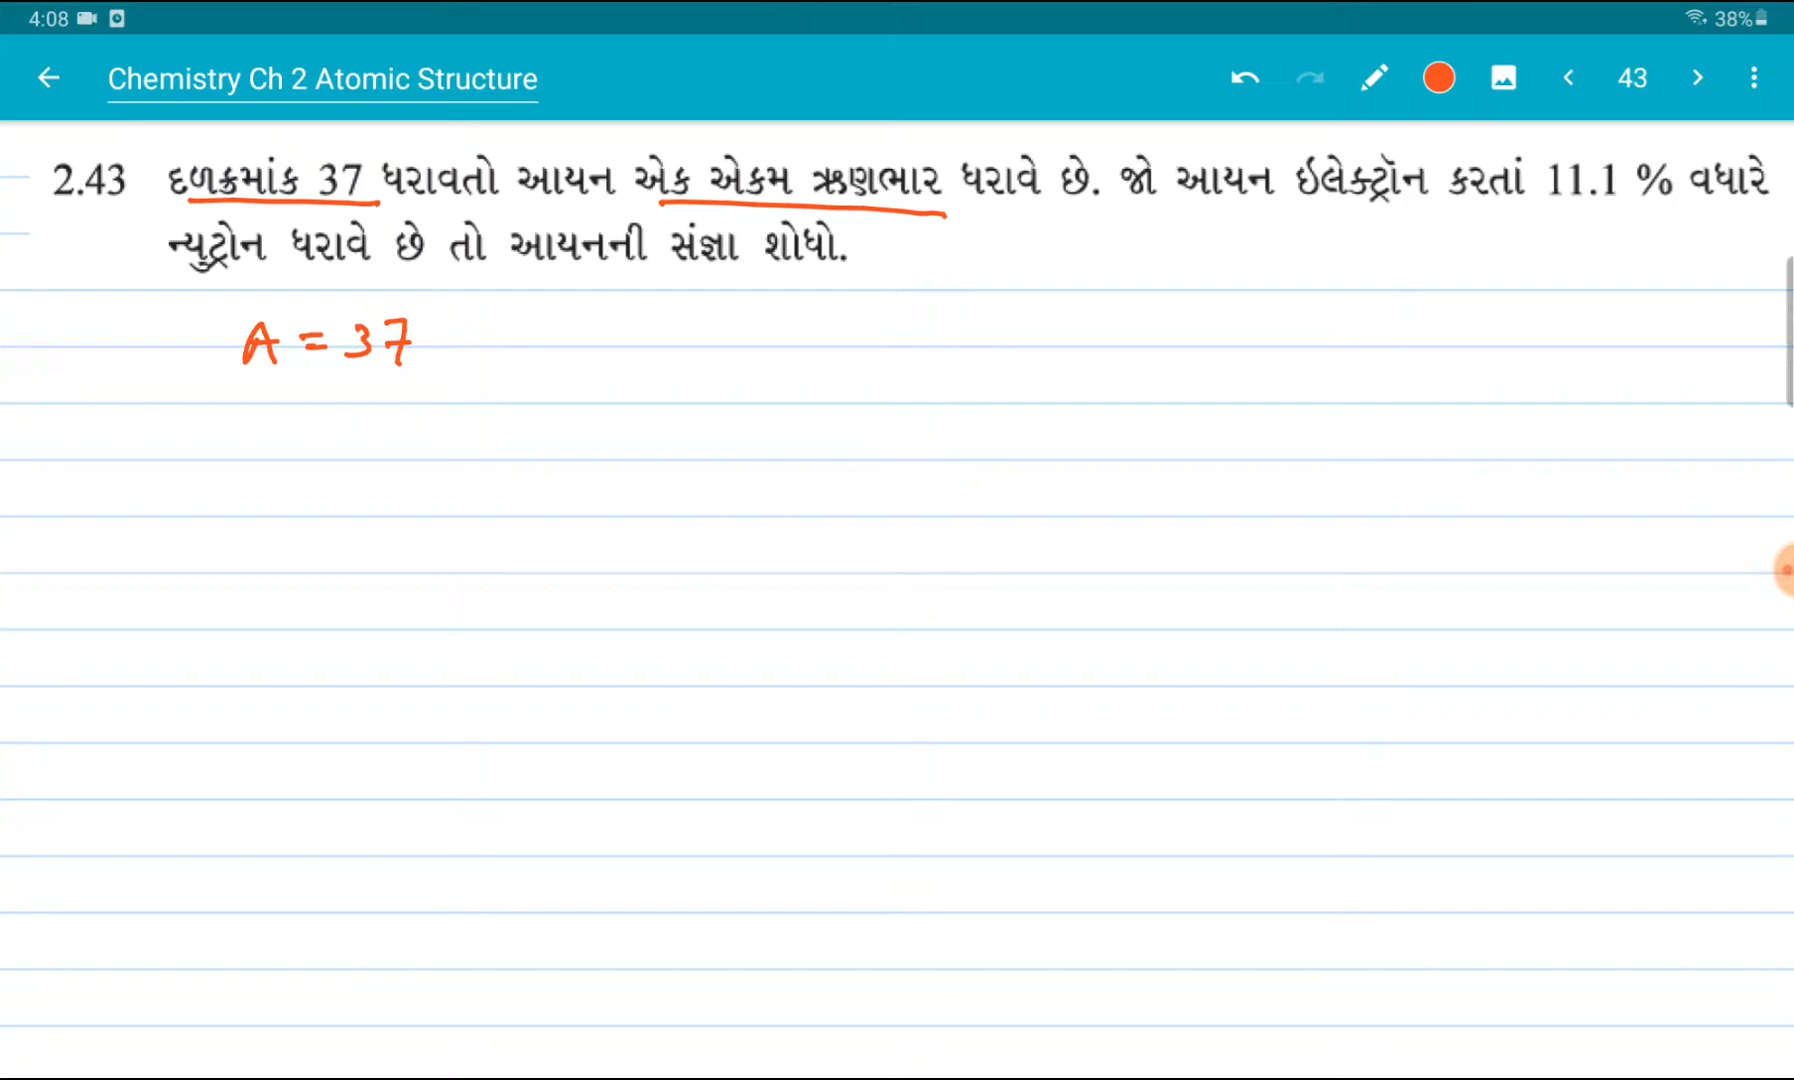 4:08
38%
Chemistry Ch 2 Atomic Structure
43
2.43 દળક્રમાંક 37 ધરાવતો આયન એક એકમ ઋણભાર ધરાવે છે. જો આયન ઇલેક્ટ્રૉન કરતાં 11.1 % વધારે
ન્યુટ્રોન ધરાવે છે તો આયનની સંજ્ઞા શોધો.
A = 37